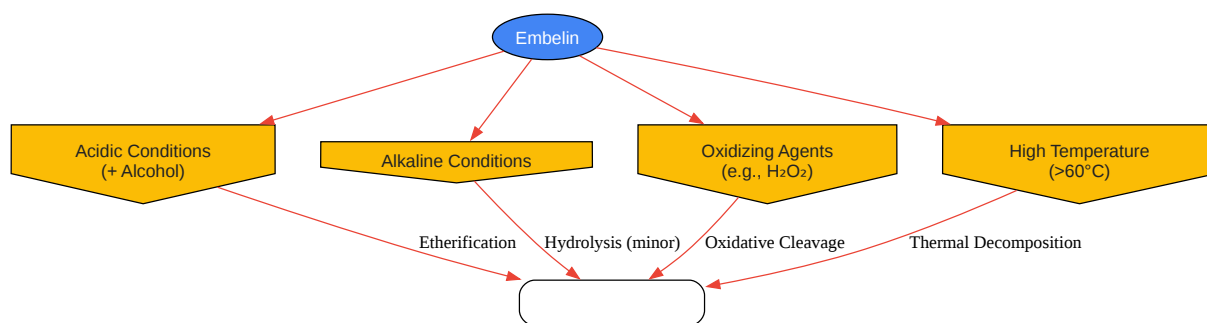 Embelin
Acidic Conditions
(+ Alcohol)
Alkaline Conditions
Oxidizing Agents
(e.g., H₂O₂)
High Temperature
(>60°C)
Etherification
Hydrolysis (minor)
Oxidative Cleavage
Thermal Decomposition